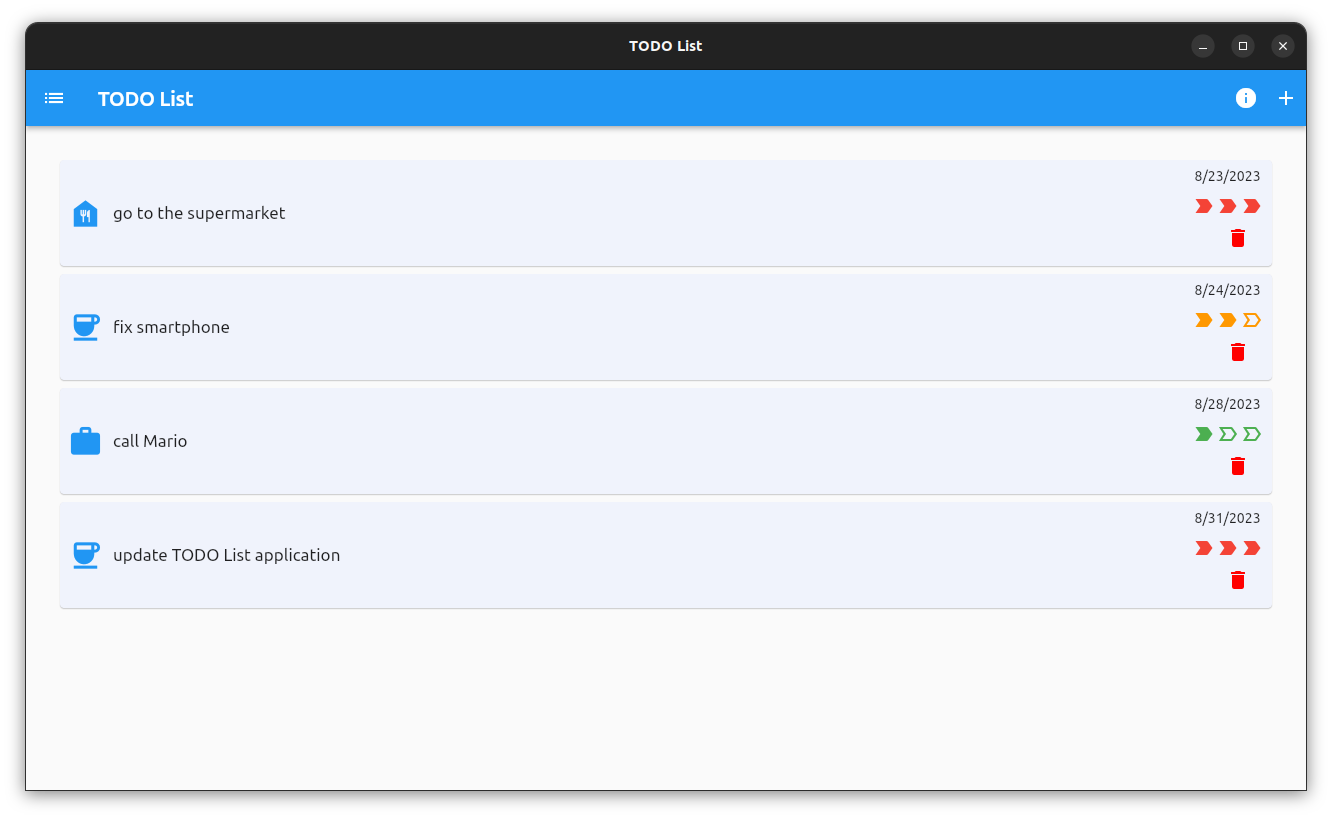 TODO List
TODO List
8/23/2023
go to the supermarket
8/24/2023
fix smartphone
8/28/2023
call Mario
8/31/2023
update TODO List application